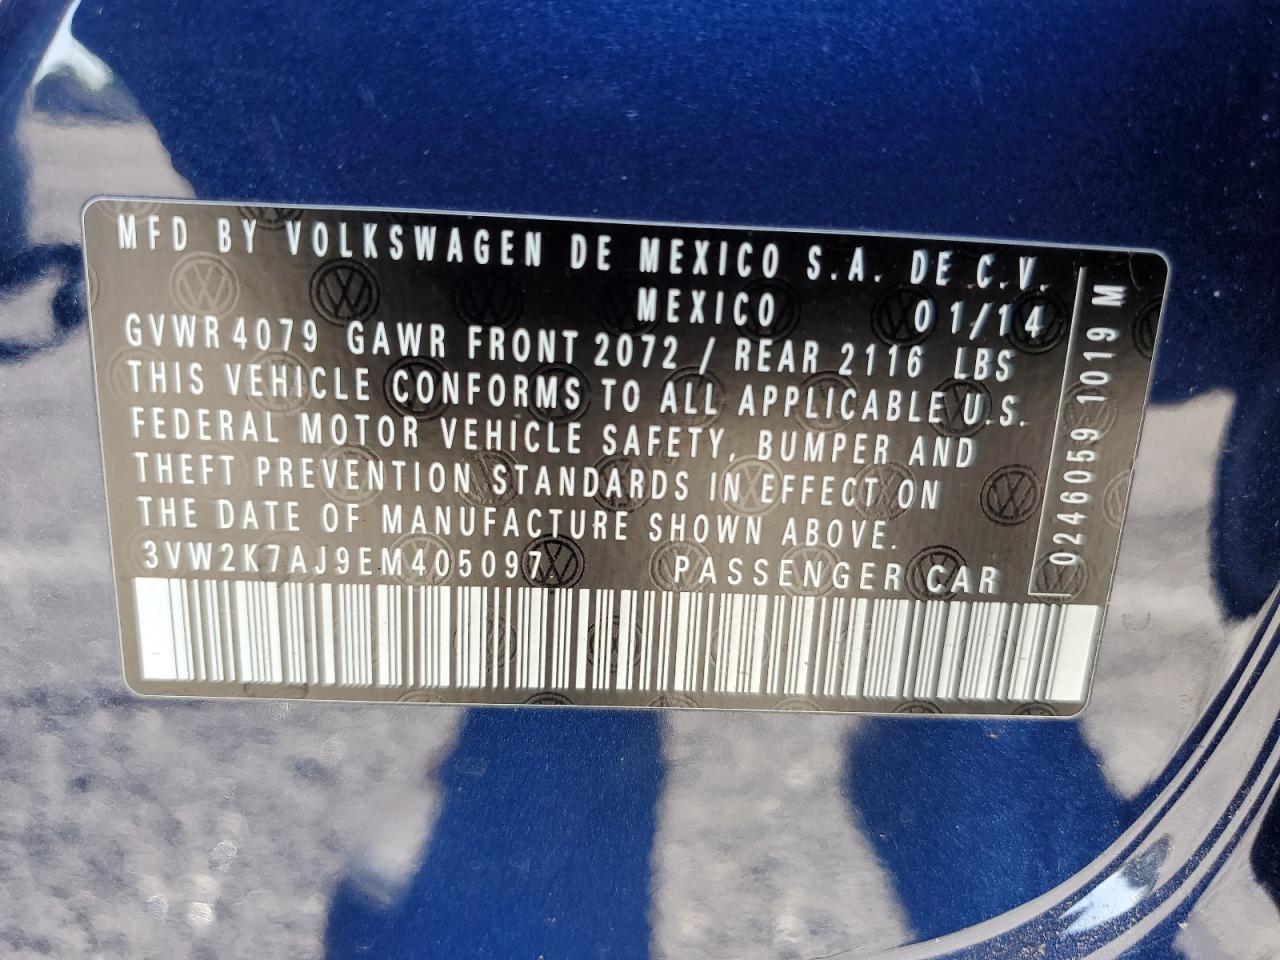 MFD BY VOLKSWAGEN DE MEXICO S.A. DE C.V.
MEXICO 01/14
GVWR 4079 GAWR FRONT 2072 / REAR 2116 LBS
THIS VEHICLE CONFORMS TO ALL APPLICABLE U.S.
FEDERAL MOTOR VEHICLE SAFETY, BUMPER AND
THEFT PREVENTION STANDARDS IN EFFECT ON
THE DATE OF MANUFACTURE SHOWN ABOVE.
3VW2K7AJ9EM405097 PASSENGER CAR
0246059 1019 M